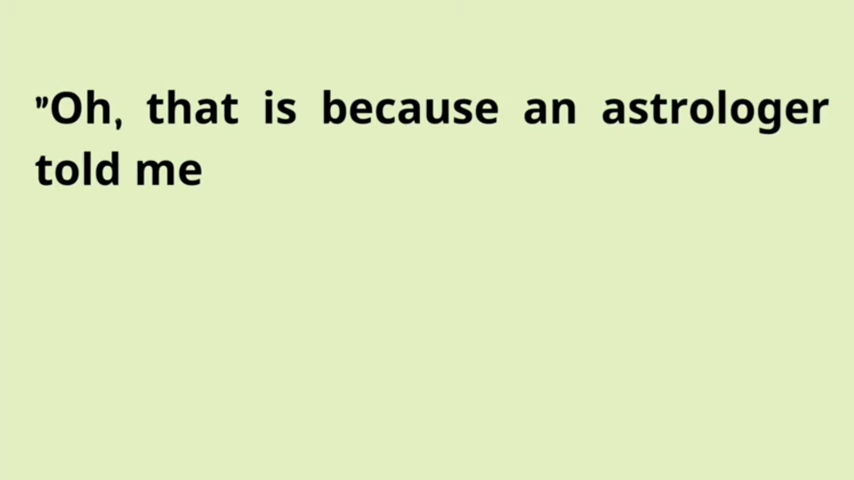 "Oh, that is because an astrologer
told me